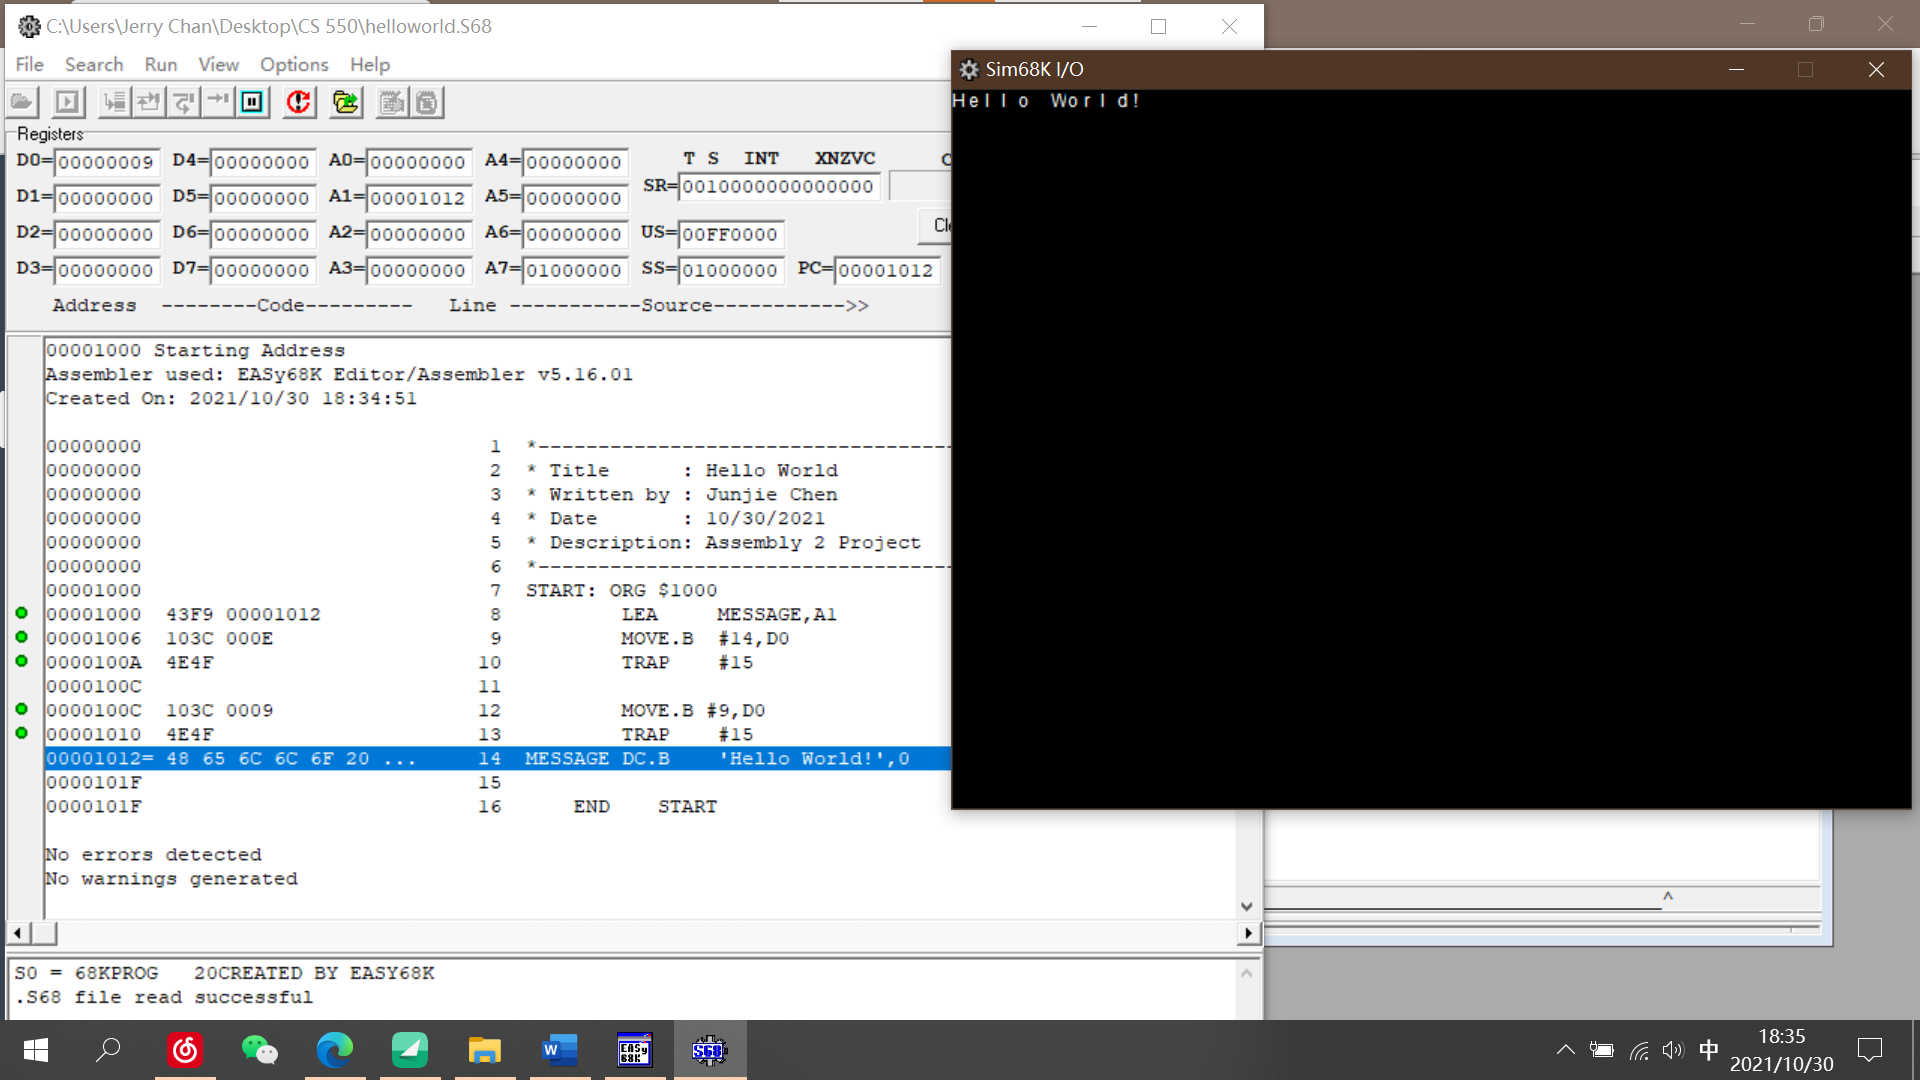 C:\Users\Jerry Chan\Desktop\CS 550\helloworld.S68
File Search Run View Options Help
Registers
D0=00000009 D4=00000000 A0=00000000 A4=00000000 T S INT XNZVC
D1=00000000 D5=00000000 A1=00001012 A5=00000000 SR=0010000000000000
D2=00000000 D6=00000000 A2=00000000 A6=00000000 US=00FF0000
D3=00000000 D7=00000000 A3=00000000 A7=01000000 SS=01000000 PC=00001012
Address --------Code--------- Line -----------Source----------->>
00001000 Starting Address
Assembler used: EASy68K Editor/Assembler v5.16.01
Created On: 2021/10/30 18:34:51
00000000 1 *-----------------------------------
00000000 2 * Title : Hello World
00000000 3 * Written by : Junjie Chen
00000000 4 * Date : 10/30/2021
00000000 5 * Description: Assembly 2 Project
00000000 6 *-----------------------------------
00001000 7 START: ORG $1000
00001000 43F9 00001012 8 LEA MESSAGE,A1
00001006 103C 000E 9 MOVE.B #14,D0
0000100A 4E4F 10 TRAP #15
0000100C 11
0000100C 103C 0009 12 MOVE.B #9,D0
00001010 4E4F 13 TRAP #15
00001012= 48 65 6C 6C 6F 20 ... 14 MESSAGE DC.B 'Hello World!',0
0000101F 15
0000101F 16 END START
No errors detected
No warnings generated
S0 = 68KPROG 20CREATED BY EASY68K
.S68 file read successful
Sim68K I/O
Hello World!
W
EASy
68K
S68
中
18:35
2021/10/30